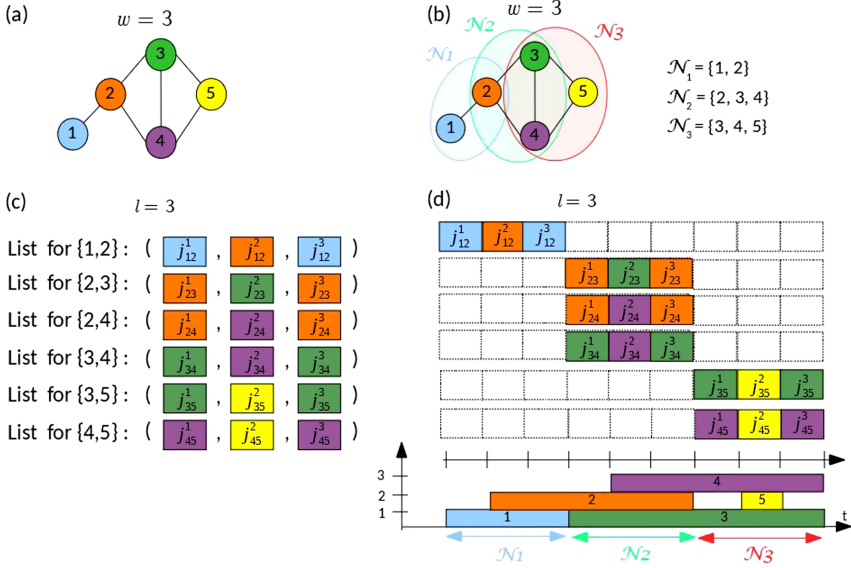 (a)
w = 3
1
2
3
4
5
(b)
w = 3
𝒩1
𝒩2
𝒩3
1
2
3
4
5
𝒩₁ = {1, 2}
𝒩₂ = {2, 3, 4}
𝒩₃ = {3, 4, 5}
(c)
l = 3
List for {1,2} : ( j¹₁₂ , j²₁₂ , j³₁₂ )
List for {2,3} : ( j¹₂₃ , j²₂₃ , j³₂₃ )
List for {2,4} : ( j¹₂₄ , j²₂₄ , j³₂₄ )
List for {3,4} : ( j¹₃₄ , j²₃₄ , j³₃₄ )
List for {3,5} : ( j¹₃₅ , j²₃₅ , j³₃₅ )
List for {4,5} : ( j¹₄₅ , j²₄₅ , j³₄₅ )
(d)
l = 3
j¹₁₂ j²₁₂ j³₁₂
j¹₂₃ j²₂₃ j³₂₃
j¹₂₄ j²₂₄ j³₂₄
j¹₃₄ j²₃₄ j³₃₄
j¹₃₅ j²₃₅ j³₃₅
j¹₄₅ j²₄₅ j³₄₅
3 4
2 2 5
1 1 3 t
𝒩1 𝒩2 𝒩3